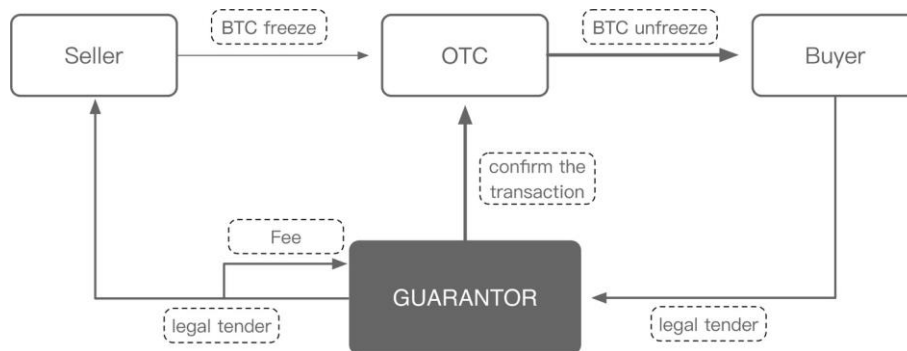 BTC freeze
BTC unfreeze
Seller
OTC
Buyer
confirm the
transaction
Fee
GUARANTOR
legal tender
legal tender